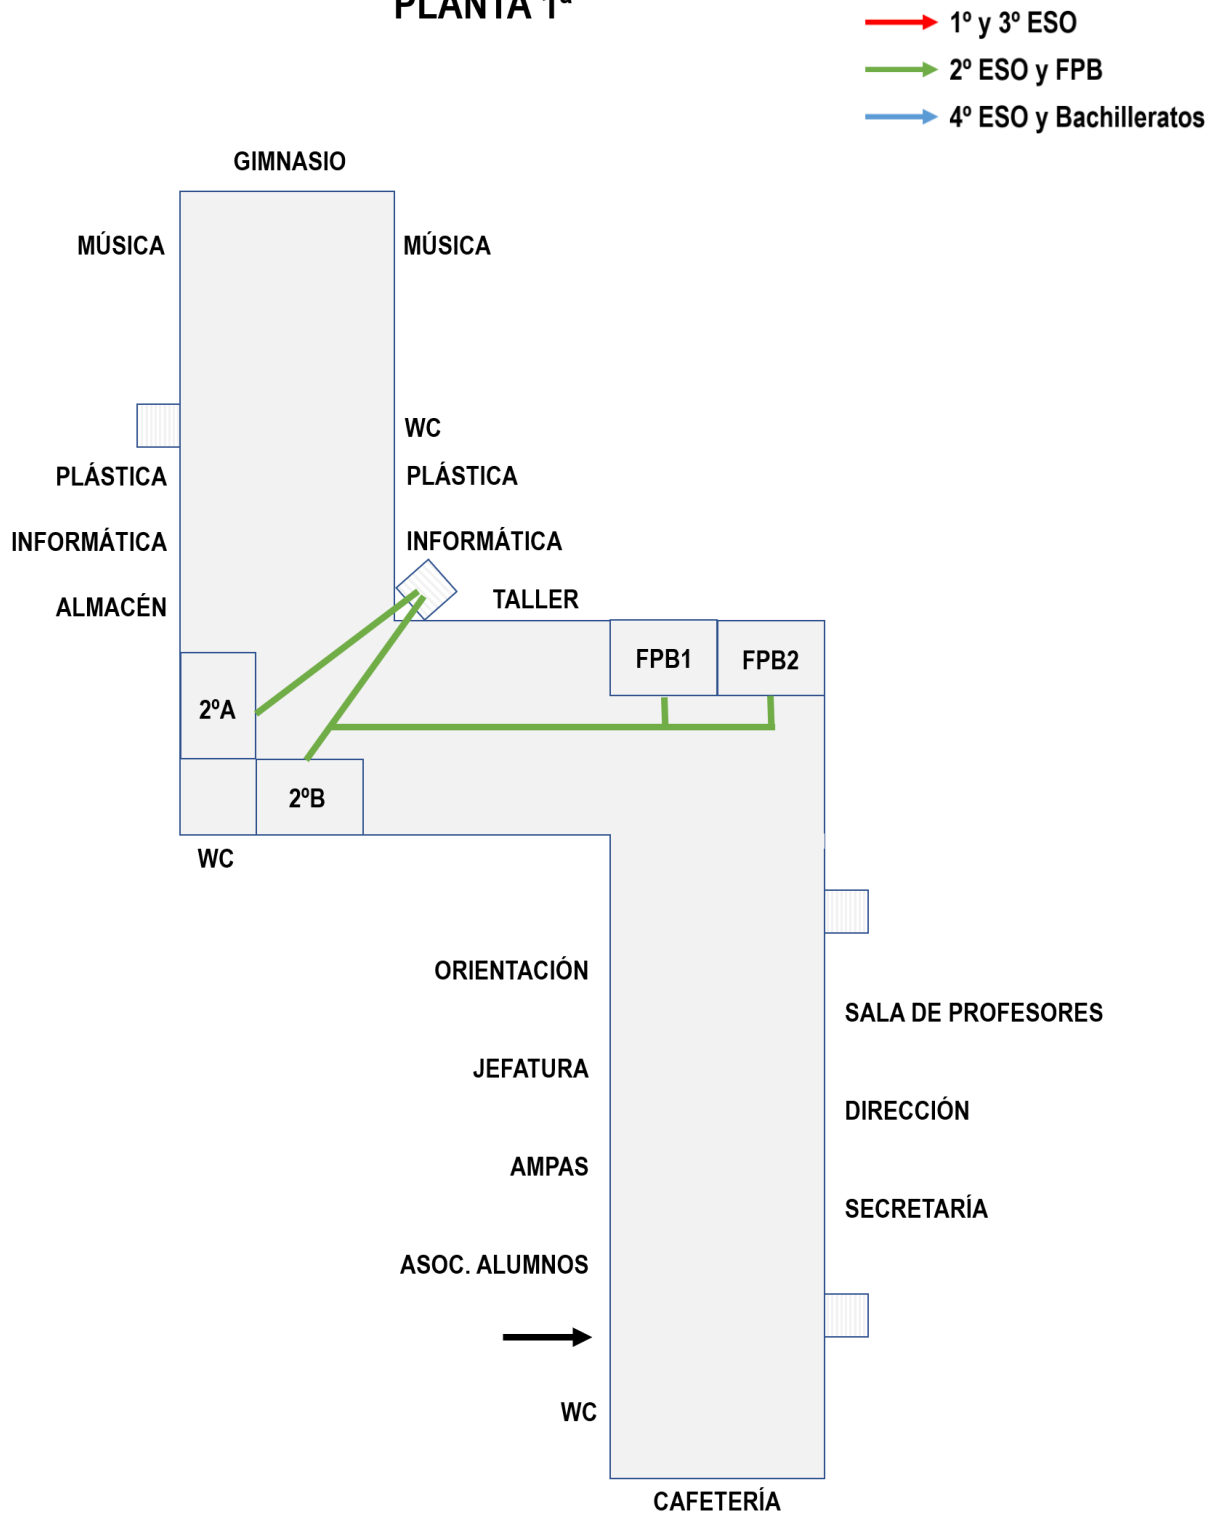 PLANTA 1ª
1º y 3º ESO
2º ESO y FPB
4º ESO y Bachilleratos
GIMNASIO
MÚSICA
MÚSICA
WC
PLÁSTICA
PLÁSTICA
INFORMÁTICA
INFORMÁTICA
ALMACÉN
TALLER
FPB1
FPB2
2ºA
2ºB
WC
ORIENTACIÓN
SALA DE PROFESORES
JEFATURA
DIRECCIÓN
AMPAS
SECRETARÍA
ASOC. ALUMNOS
WC
CAFETERÍA